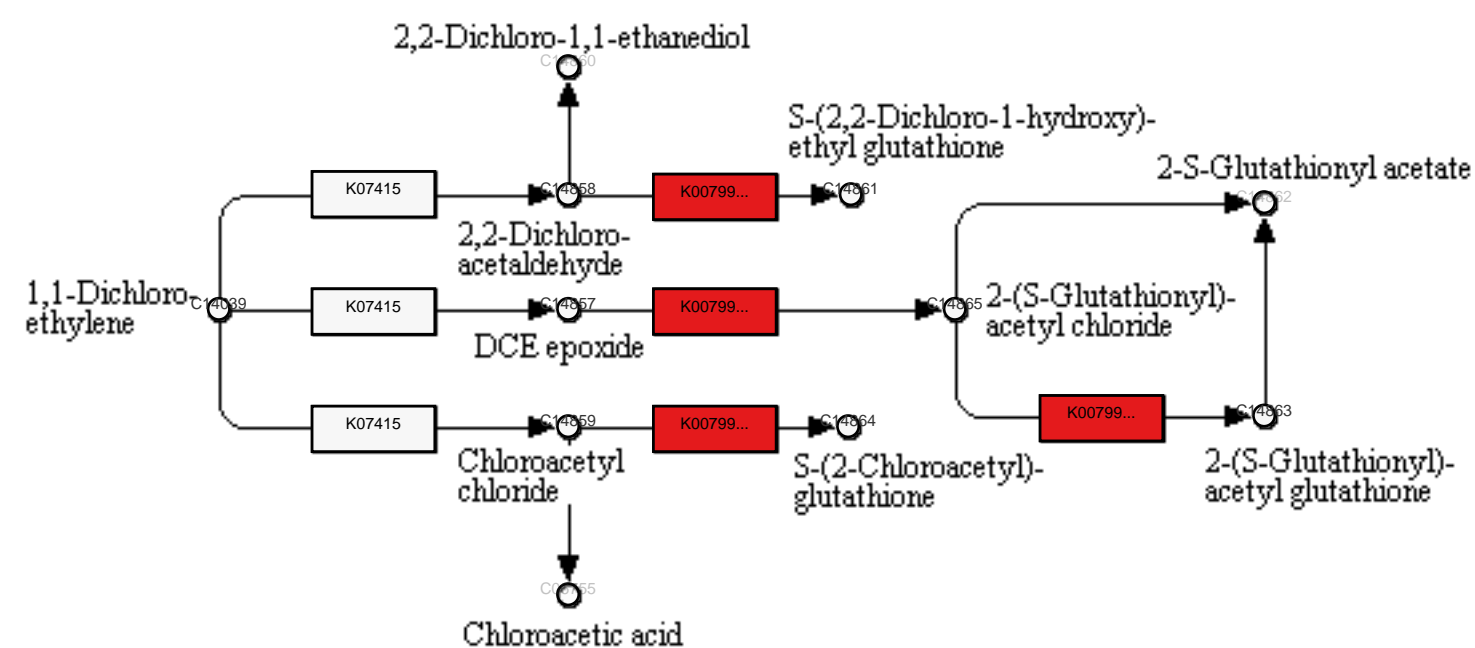 2,2-Dichloro-1,1-ethanediol
S-(2,2-Dichloro-1-hydroxy)-
ethyl glutathione
2-S-Glutathionyl acetate
K07415
C14858
K00799...
C14861
C14862
2,2-Dichloro-
acetaldehyde
1,1-Dichloro-
ethylene
C14039
K07415
C14857
K00799...
C14865
2-(S-Glutathionyl)-
acetyl chloride
DCE epoxide
K07415
C14859
K00799...
C14864
K00799...
C14863
Chloroacetyl
chloride
S-(2-Chloroacetyl)-
glutathione
2-(S-Glutathionyl)-
acetyl glutathione
Chloroacetic acid